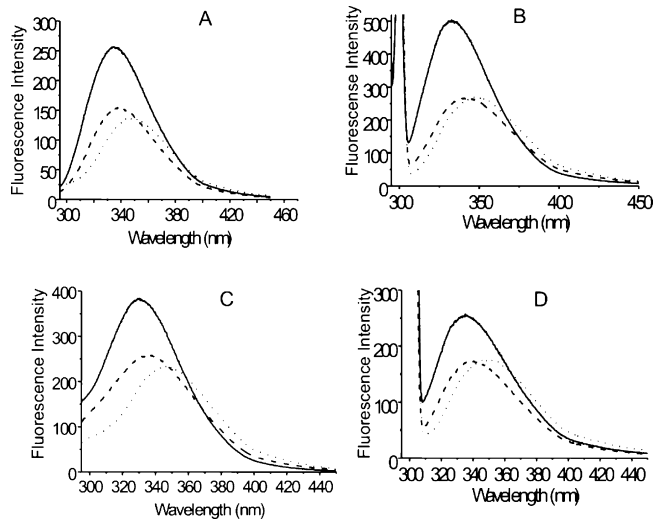 A
300
250
200
150
100
50
0
Fluorescence Intensity
300 340 380 420 460
Wavelength (nm)
B
500
400
300
200
100
0
Fluorescense Intensity
300 350 400 450
Wavelength (nm)
C
400
300
200
100
0
Fluorescence Intensity
300 320 340 360 380 400 420 440
Wavelength (nm)
D
300
200
100
0
Fluorescence Intensity
300 320 340 360 380 400 420 440
Wavelength (nm)